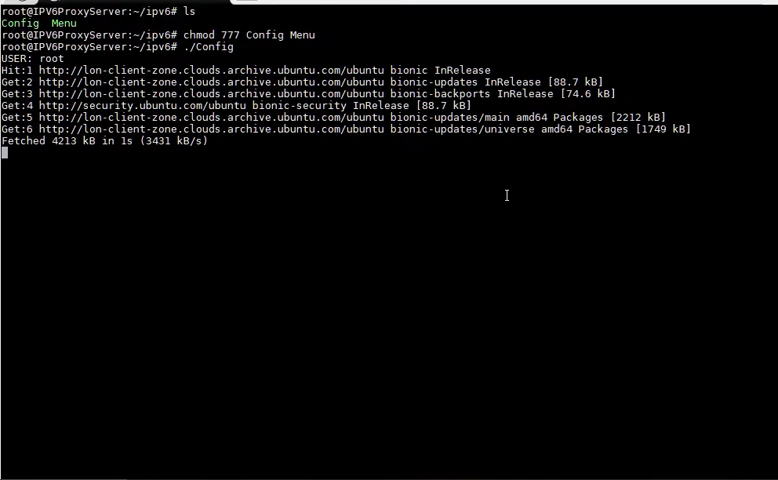 root@IPV6ProxyServer:~/ipv6# ls
Config  Menu
root@IPV6ProxyServer:~/ipv6# chmod 777 Config Menu
root@IPV6ProxyServer:~/ipv6# ./Config
USER: root
Hit:1 http://lon-client-zone.clouds.archive.ubuntu.com/ubuntu bionic InRelease
Get:2 http://lon-client-zone.clouds.archive.ubuntu.com/ubuntu bionic-updates InRelease [88.7 kB]
Get:3 http://lon-client-zone.clouds.archive.ubuntu.com/ubuntu bionic-backports InRelease [74.6 kB]
Get:4 http://security.ubuntu.com/ubuntu bionic-security InRelease [88.7 kB]
Get:5 http://lon-client-zone.clouds.archive.ubuntu.com/ubuntu bionic-updates/main amd64 Packages [2212 kB]
Get:6 http://lon-client-zone.clouds.archive.ubuntu.com/ubuntu bionic-updates/universe amd64 Packages [1749 kB]
Fetched 4213 kB in 1s (3431 kB/s)